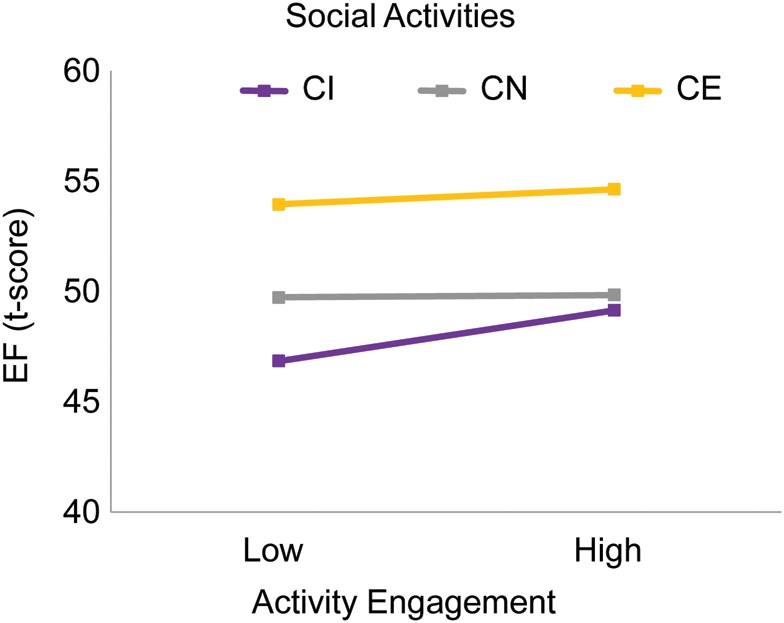 Social Activities
CI CN CE
60
55
50
45
40
EF (t-score)
Low High
Activity Engagement